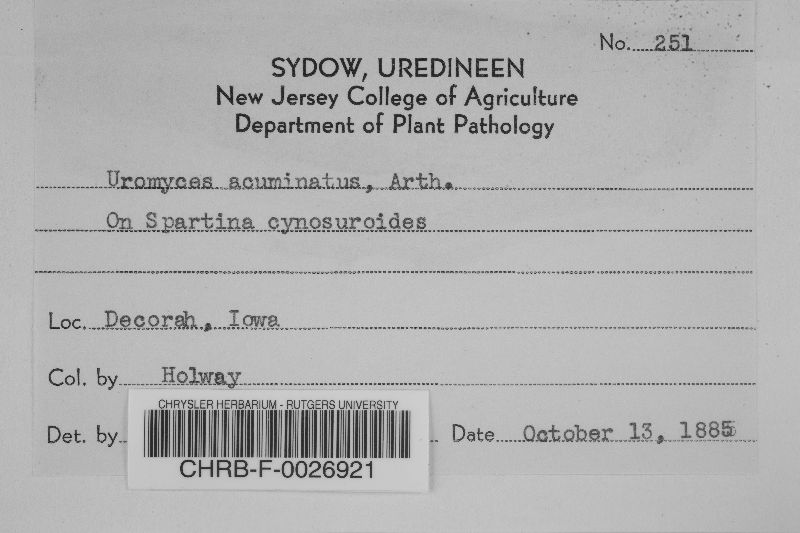 No. 251
SYDOW, UREDINEEN
New Jersey College of Agriculture
Department of Plant Pathology
Uromyces acuminatus, Arth.
On Spartina cynosuroides
Loc. Decorah, Iowa
Col. by Holway
CHRYSLER HERBARIUM - RUTGERS UNIVERSITY
Det. by Date October 13, 1885
CHRB-F-0026921